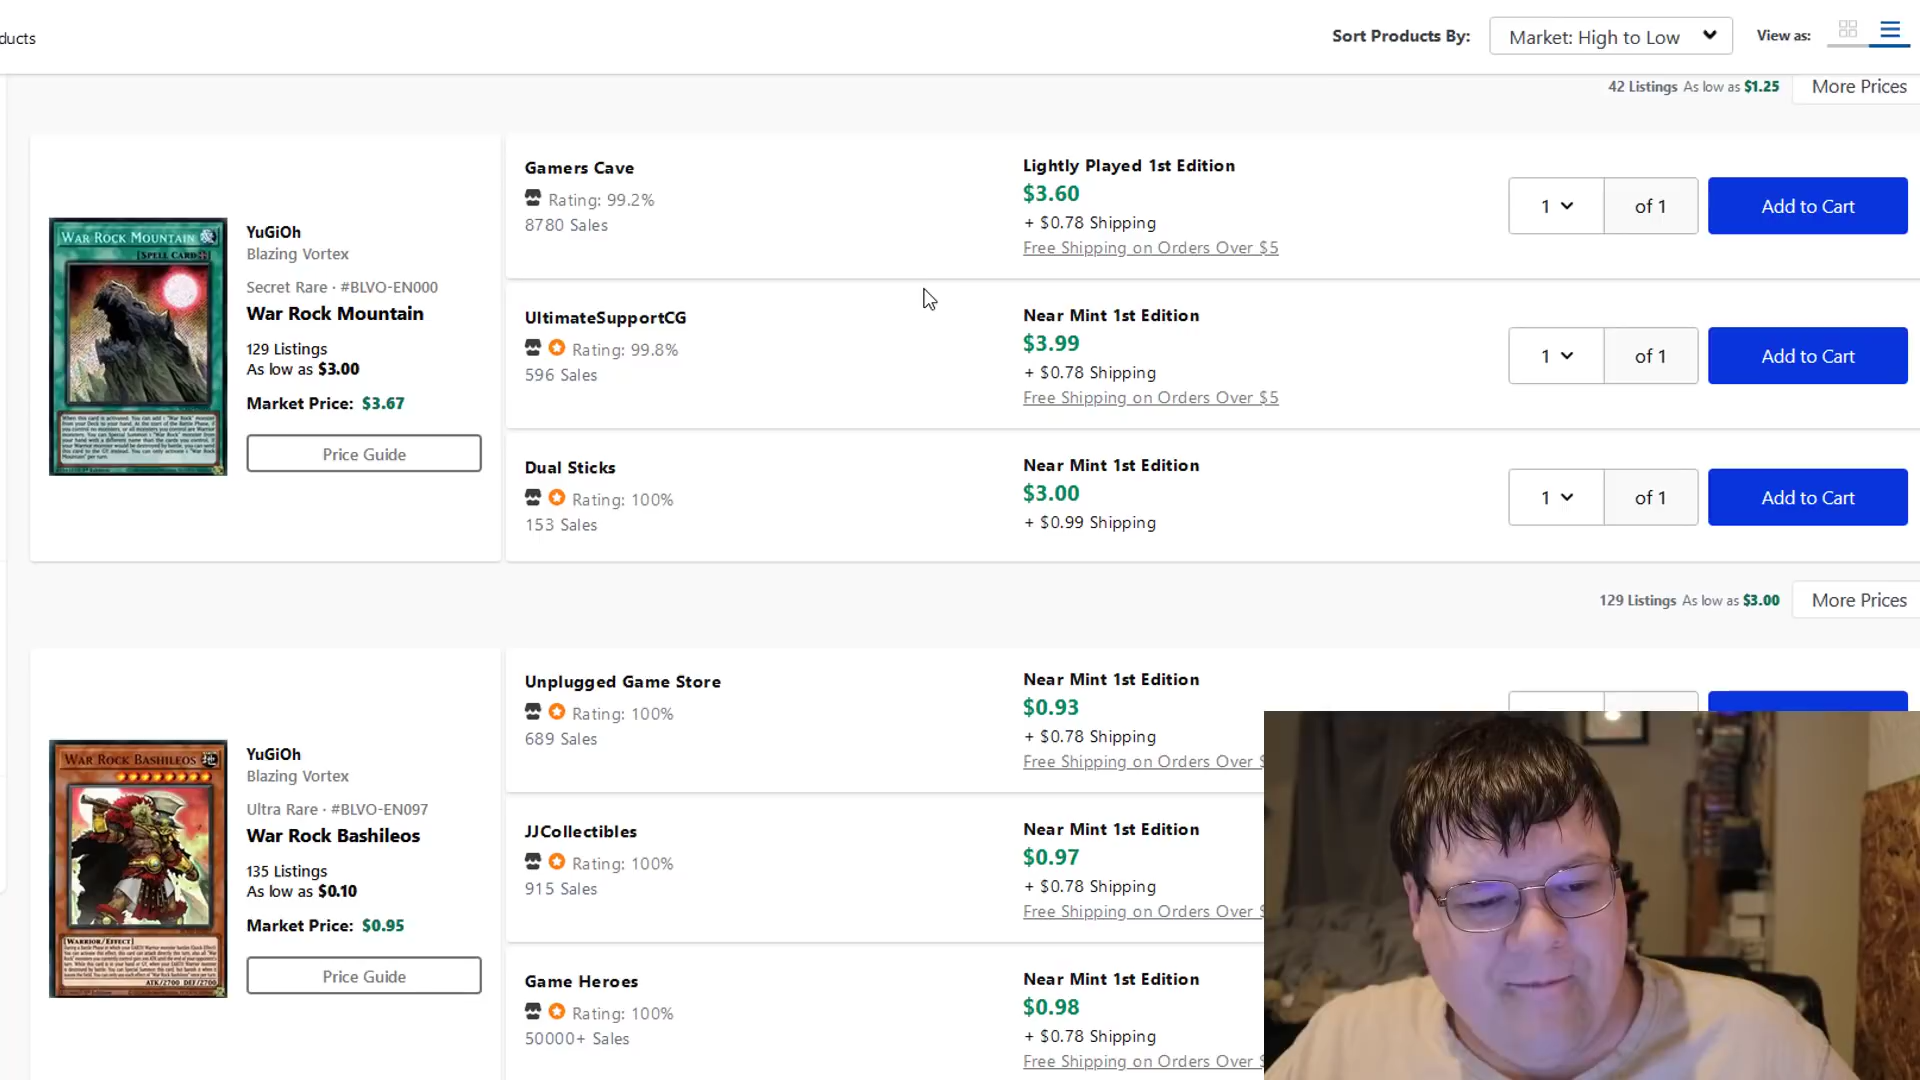 ducts
Sort Products By:
Market: High to Low
View as:
42 Listings As low as $1.25
More Prices
WAR ROCK MOUNTAIN
[SPELL CARD]
YuGiOh
Blazing Vortex
Secret Rare · #BLVO-EN000
War Rock Mountain
129 Listings
As low as $3.00
Market Price: $3.67
Price Guide
Gamers Cave
Rating: 99.2%
8780 Sales
Lightly Played 1st Edition
$3.60
+ $0.78 Shipping
Free Shipping on Orders Over $5
1
of 1
Add to Cart
UltimateSupportCG
Rating: 99.8%
596 Sales
Near Mint 1st Edition
$3.99
+ $0.78 Shipping
Free Shipping on Orders Over $5
1
of 1
Add to Cart
Dual Sticks
Rating: 100%
153 Sales
Near Mint 1st Edition
$3.00
+ $0.99 Shipping
1
of 1
Add to Cart
129 Listings As low as $3.00
More Prices
WAR ROCK BASHILEOS
[WARRIOR/EFFECT]
ATK/2700 DEF/2700
YuGiOh
Blazing Vortex
Ultra Rare · #BLVO-EN097
War Rock Bashileos
135 Listings
As low as $0.10
Market Price: $0.95
Price Guide
Unplugged Game Store
Rating: 100%
689 Sales
Near Mint 1st Edition
$0.93
+ $0.78 Shipping
Free Shipping on Orders Over
JJCollectibles
Rating: 100%
915 Sales
Near Mint 1st Edition
$0.97
+ $0.78 Shipping
Free Shipping on Orders Over
Game Heroes
Rating: 100%
50000+ Sales
Near Mint 1st Edition
$0.98
+ $0.78 Shipping
Free Shipping on Orders Over